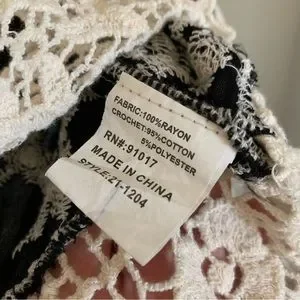 FABRIC:100%RAYON
CROCHET:95%COTTON
5%POLYESTER
RN#:91017
MADE IN CHINA
STYLE:21-1204